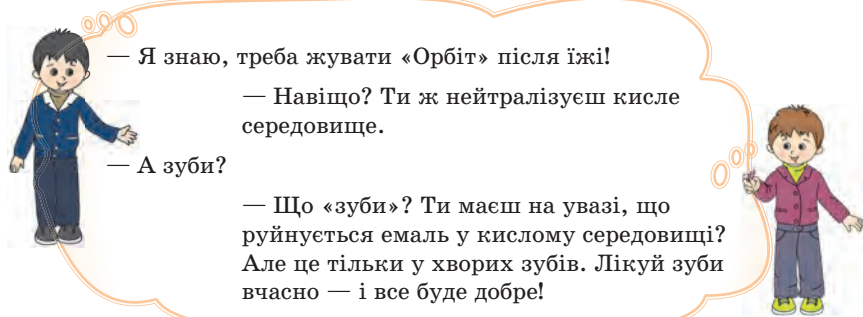 — Я знаю, треба жувати «Орбіт» після їжі!
— Навіщо? Ти ж нейтралізуєш кисле
середовище.
— А зуби?
— Що «зуби»? Ти маєш на увазі, що
руйнується емаль у кислому середовищі?
Але це тільки у хворих зубів. Лікуй зуби
вчасно — і все буде добре!